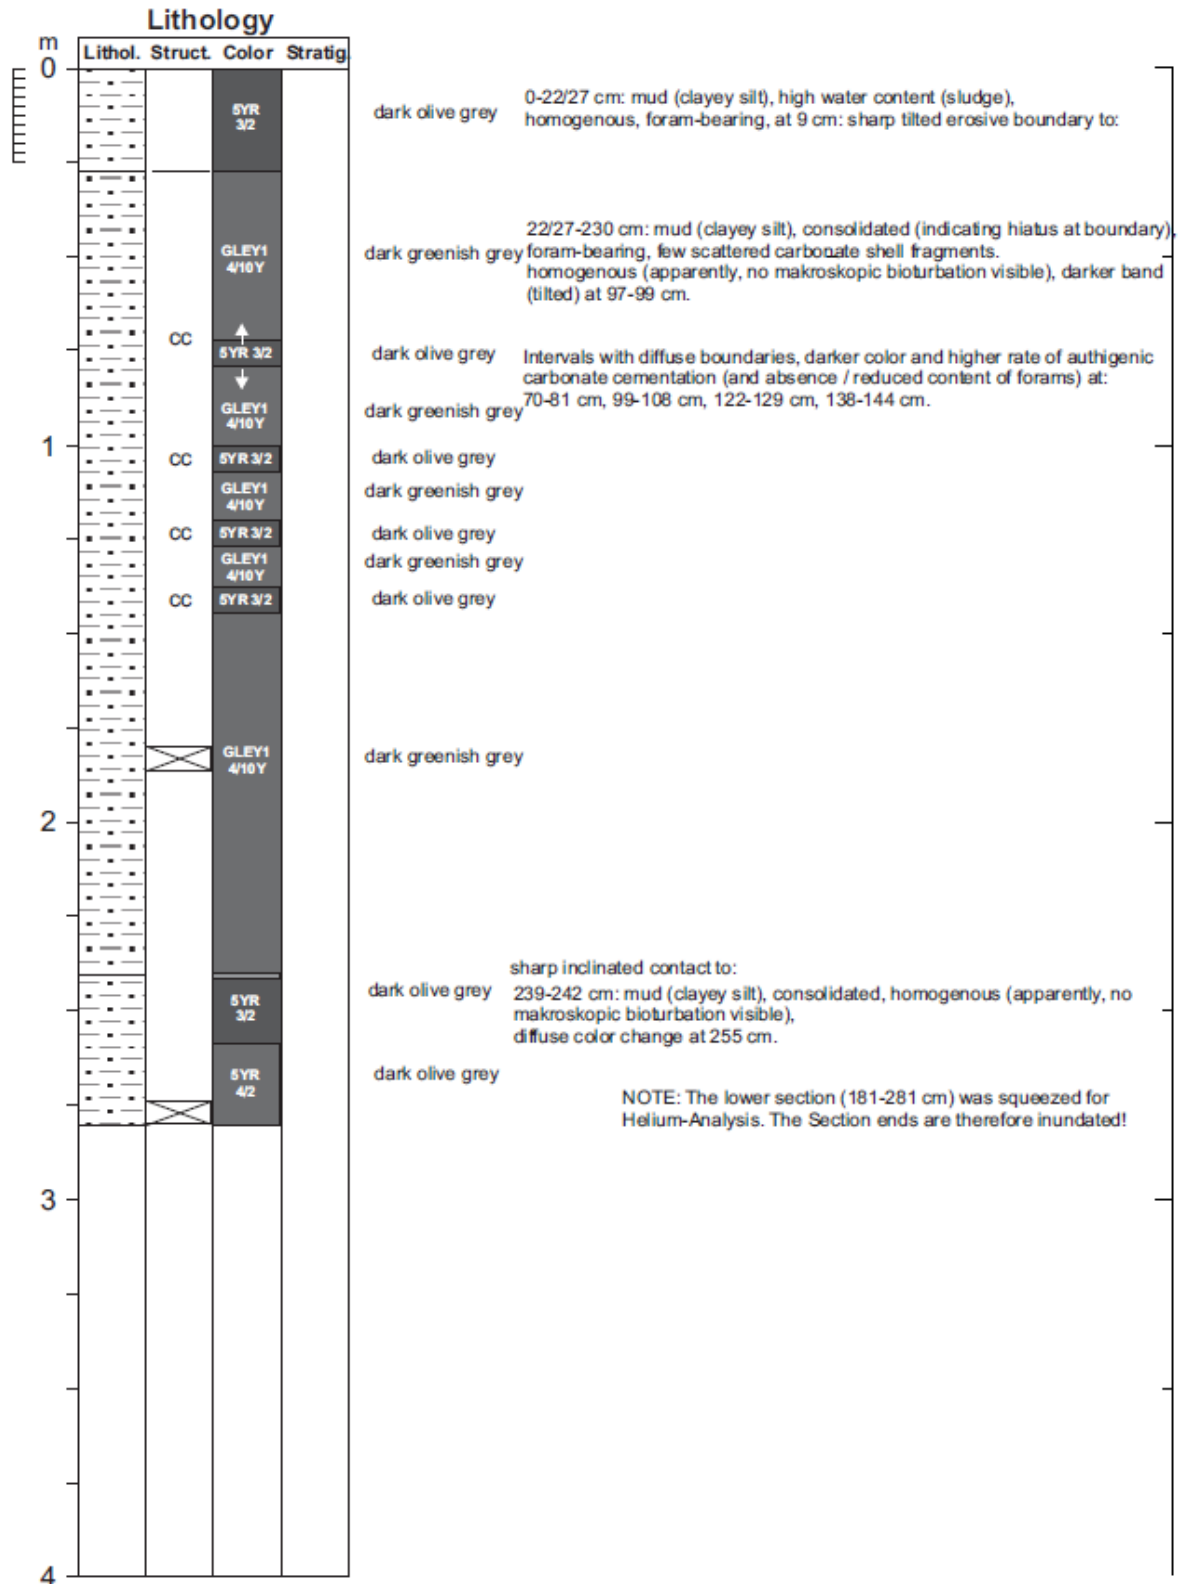 Lithology
m
Lithol. Struct. Color Stratig.
0
5YR
3/2
dark olive grey
0-22/27 cm: mud (clayey silt), high water content (sludge),
homogenous, foram-bearing, at 9 cm: sharp tilted erosive boundary to:
GLEY1
4/10Y
dark greenish grey
22/27-230 cm: mud (clayey silt), consolidated (indicating hiatus at boundary),
foram-bearing, few scattered carbonate shell fragments.
homogenous (apparently, no makroskopic bioturbation visible), darker band
(tilted) at 97-99 cm.
CC
5YR 3/2
dark olive grey
Intervals with diffuse boundaries, darker color and higher rate of authigenic
carbonate cementation (and absence / reduced content of forams) at:
70-81 cm, 99-108 cm, 122-129 cm, 138-144 cm.
GLEY1
4/10Y
dark greenish grey
1
CC
5YR 3/2
dark olive grey
GLEY1
4/10Y
dark greenish grey
CC
5YR 3/2
dark olive grey
GLEY1
4/10Y
dark greenish grey
CC
5YR 3/2
dark olive grey
GLEY1
4/10Y
dark greenish grey
2
sharp inclinated contact to:
5YR
3/2
dark olive grey
239-242 cm: mud (clayey silt), consolidated, homogenous (apparently, no
makroskopic bioturbation visible),
diffuse color change at 255 cm.
5YR
4/2
dark olive grey
NOTE: The lower section (181-281 cm) was squeezed for
Helium-Analysis. The Section ends are therefore inundated!
3
4